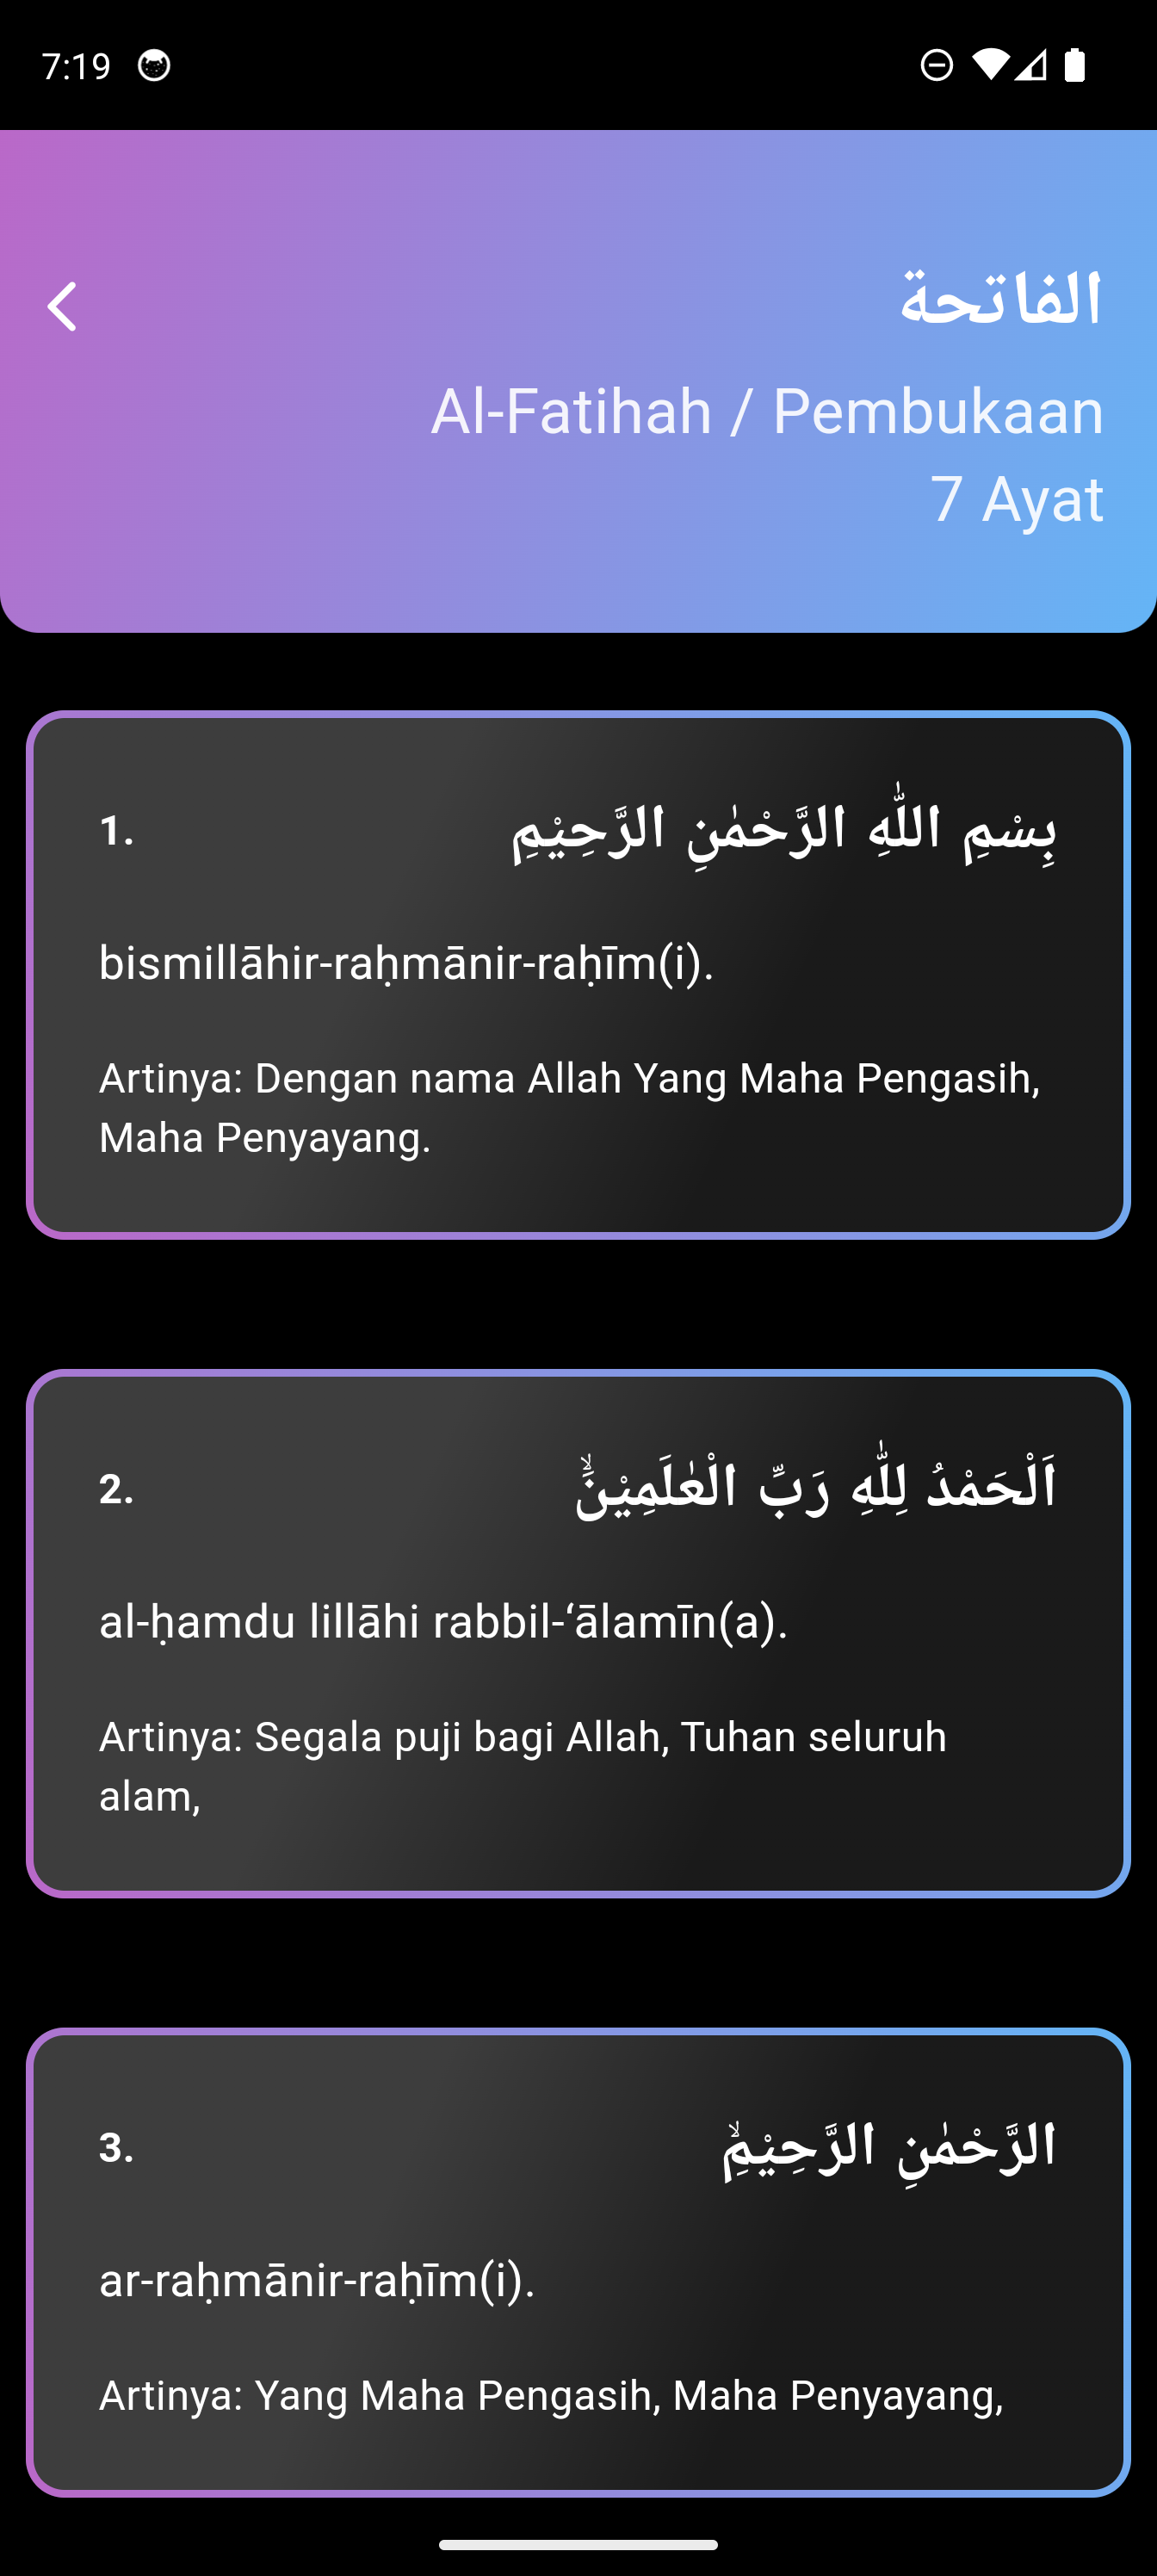 7:19
الفاتحة
Al-Fatihah / Pembukaan
7 Ayat
1.
بِسْمِ اللّٰهِ الرَّحْمٰنِ الرَّحِيْمِ
bismillāhir-raḥmānir-raḥīm(i).
Artinya: Dengan nama Allah Yang Maha Pengasih,
Maha Penyayang.
2.
اَلْحَمْدُ لِلّٰهِ رَبِّ الْعٰلَمِيْنَۙ
al-ḥamdu lillāhi rabbil-‘ālamīn(a).
Artinya: Segala puji bagi Allah, Tuhan seluruh
alam,
3.
الرَّحْمٰنِ الرَّحِيْمِۙ
ar-raḥmānir-raḥīm(i).
Artinya: Yang Maha Pengasih, Maha Penyayang,